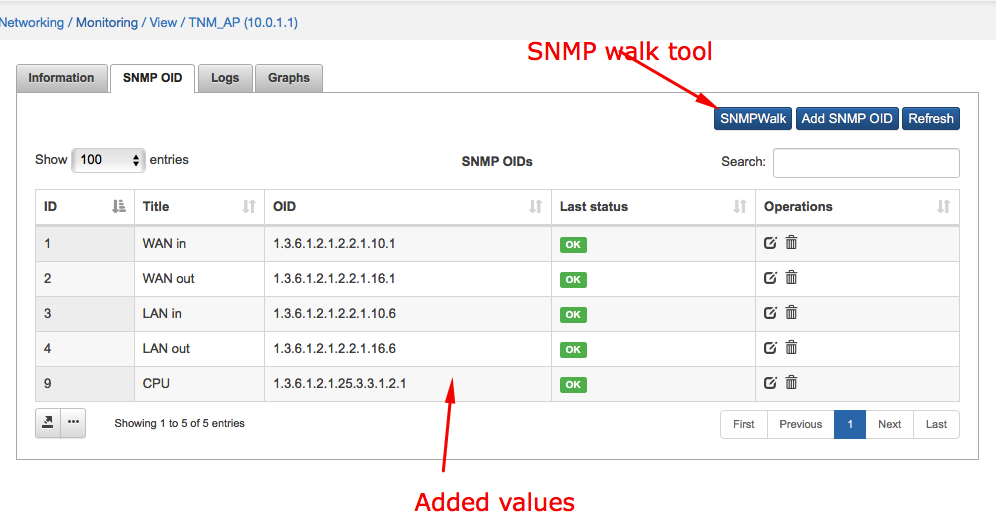 Networking / Monitoring / View / TNM_AP (10.0.1.1)
SNMP walk tool
Information SNMP OID Logs Graphs
SNMPWalk Add SNMP OID Refresh
Show 100 entries SNMP OIDs Search:
ID Title OID Last status Operations
1 WAN in 1.3.6.1.2.1.2.2.1.10.1 OK
2 WAN out 1.3.6.1.2.1.2.2.1.16.1 OK
3 LAN in 1.3.6.1.2.1.2.2.1.10.6 OK
4 LAN out 1.3.6.1.2.1.2.2.1.16.6 OK
9 CPU 1.3.6.1.2.1.25.3.3.1.2.1 OK
Showing 1 to 5 of 5 entries First Previous 1 Next Last
Added values